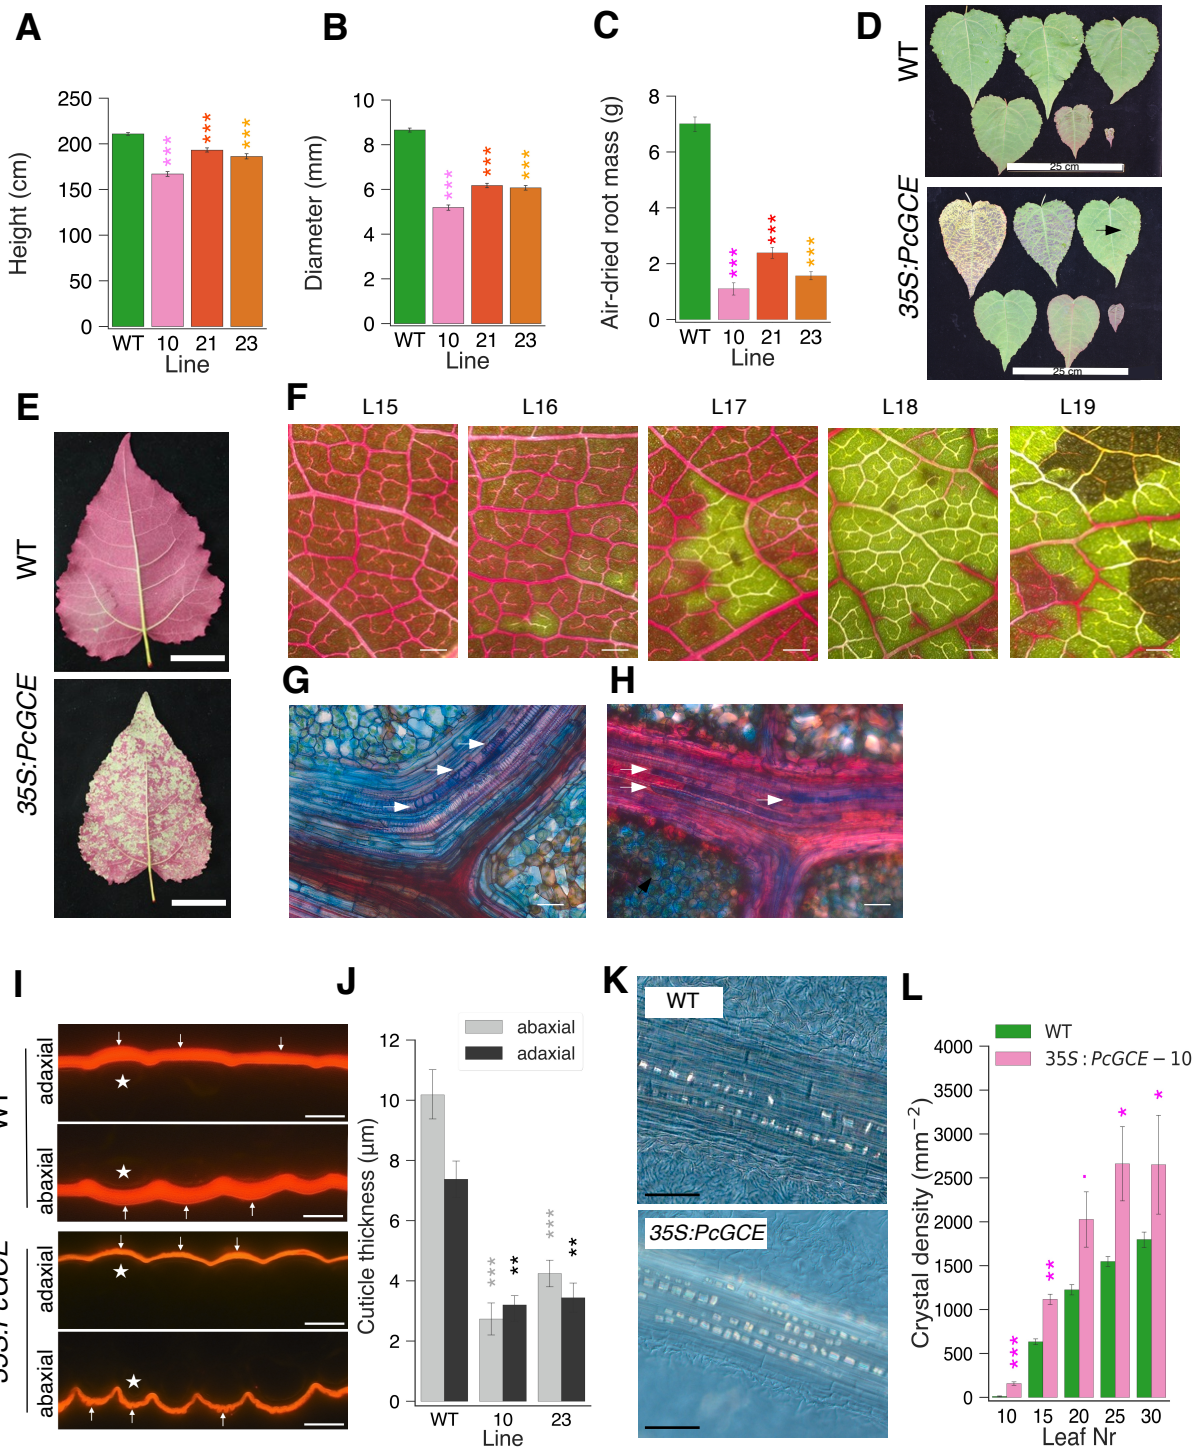 A
Height (cm)
250
200
150
100
50
0
***
***
***
WT 10 21 23
Line
B
Diameter (mm)
10
8
6
4
2
0
***
***
***
WT 10 21 23
Line
C
Air-dried root mass (g)
8
6
4
2
0
***
***
***
WT 10 21 23
Line
D
WT
25 cm
35S:PcGCE
25 cm
E
WT
35S:PcGCE
F
L15 L16 L17 L18 L19
G
H
I
adaxial
abaxial
adaxial
abaxial
J
abaxial
adaxial
Cuticle thickness (µm)
12
10
8
6
4
2
0
***
**
***
**
WT 10 23
Line
K
WT
35S:PcGCE
L
WT
35S : PcGCE − 10
Crystal density (mm−2)
4000
3500
3000
2500
2000
1500
1000
500
0
***
**
.
*
*
10 15 20 25 30
Leaf Nr